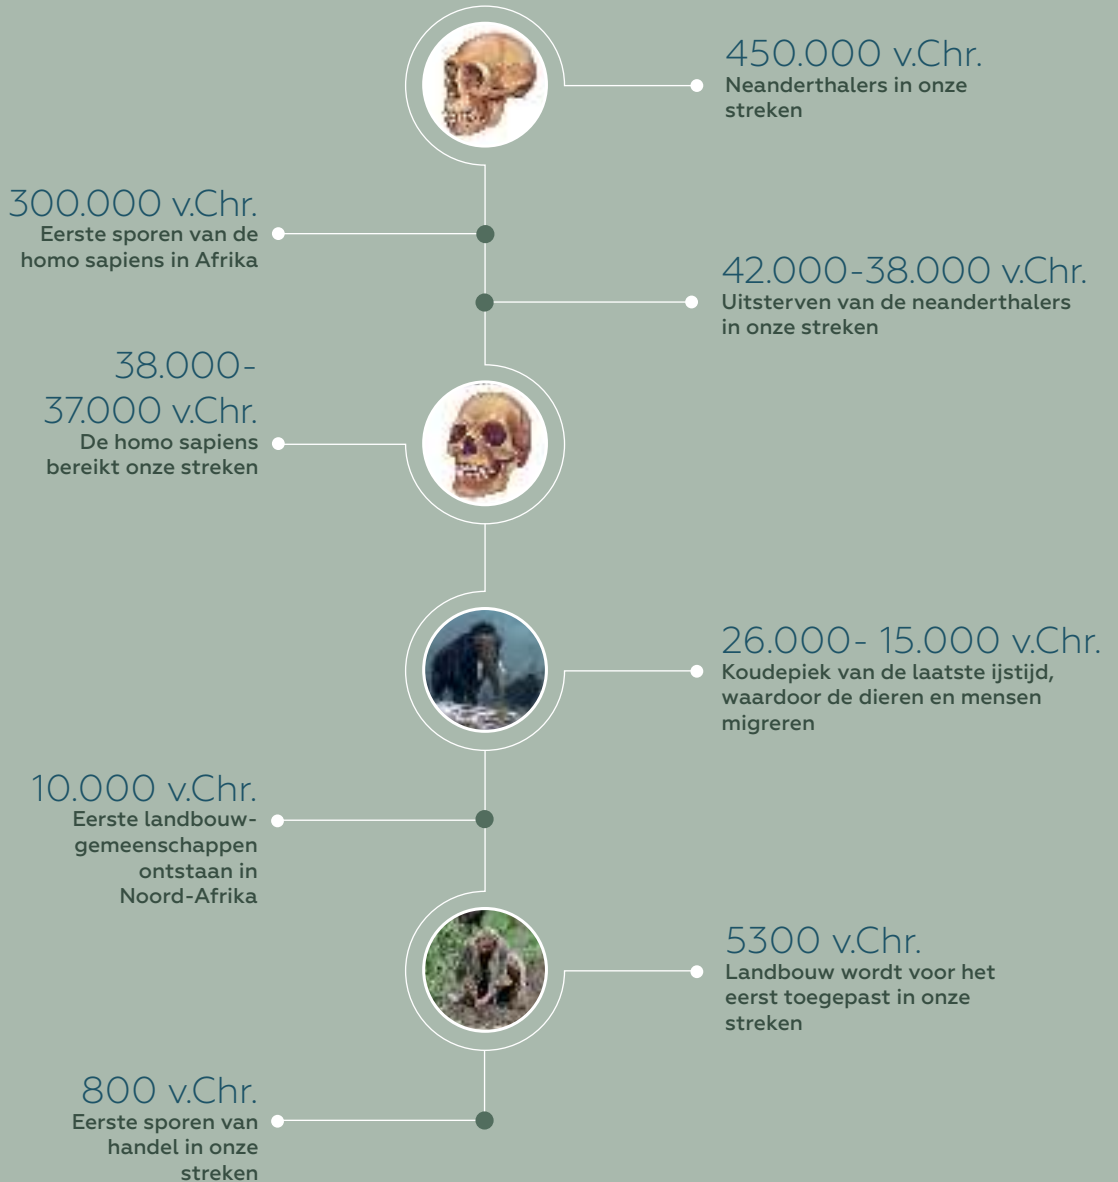 450.000 v.Chr.
Neanderthalers in onze
streken
300.000 v.Chr.
Eerste sporen van de
homo sapiens in Afrika
42.000-38.000 v.Chr.
Uitsterven van de neanderthalers
in onze streken
38.000-
37.000 v.Chr.
De homo sapiens
bereikt onze streken
26.000- 15.000 v.Chr.
Koudepiek van de laatste ijstijd,
waardoor de dieren en mensen
migreren
10.000 v.Chr.
Eerste landbouw-
gemeenschappen
ontstaan in
Noord-Afrika
5300 v.Chr.
Landbouw wordt voor het
eerst toegepast in onze
streken
800 v.Chr.
Eerste sporen van
handel in onze
streken